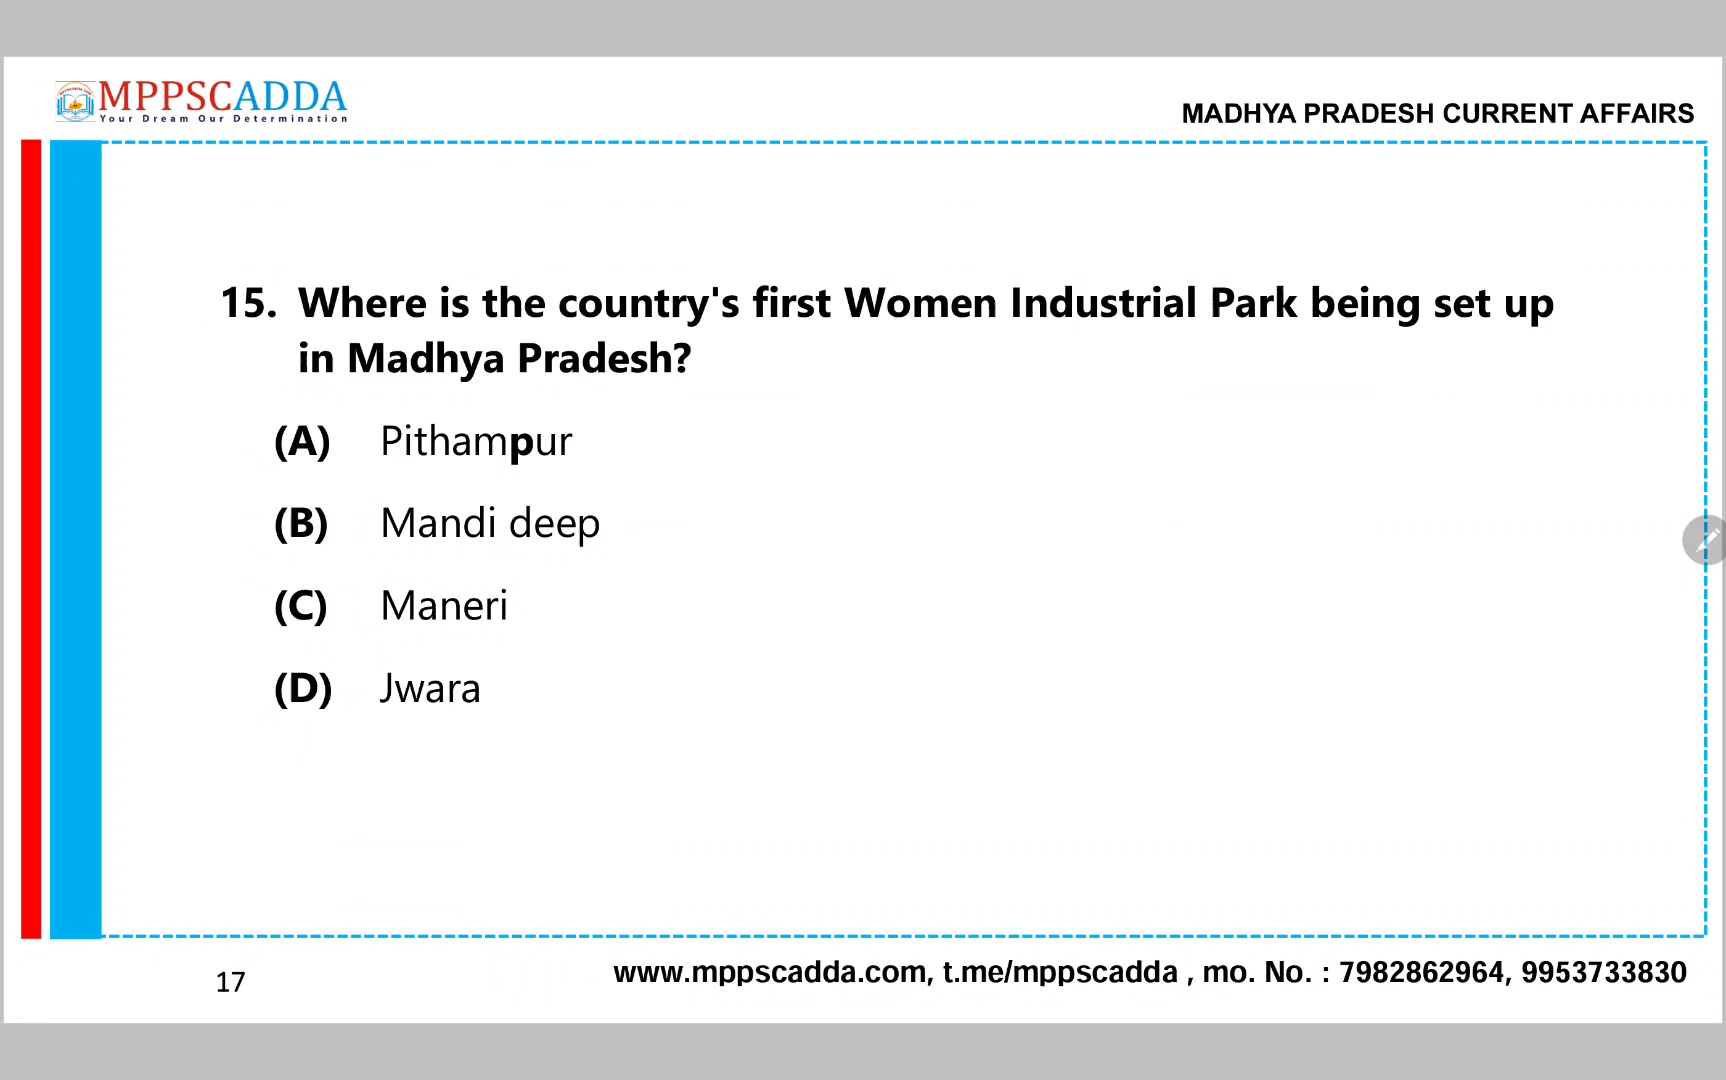 MPPSCADDA
Your Dream Our Determination
MADHYA PRADESH CURRENT AFFAIRS
15. Where is the country's first Women Industrial Park being set up
in Madhya Pradesh?
(A) Pithampur
(B) Mandi deep
(C) Maneri
(D) Jwara
17
www.mppscadda.com, t.me/mppscadda , mo. No. : 7982862964, 9953733830